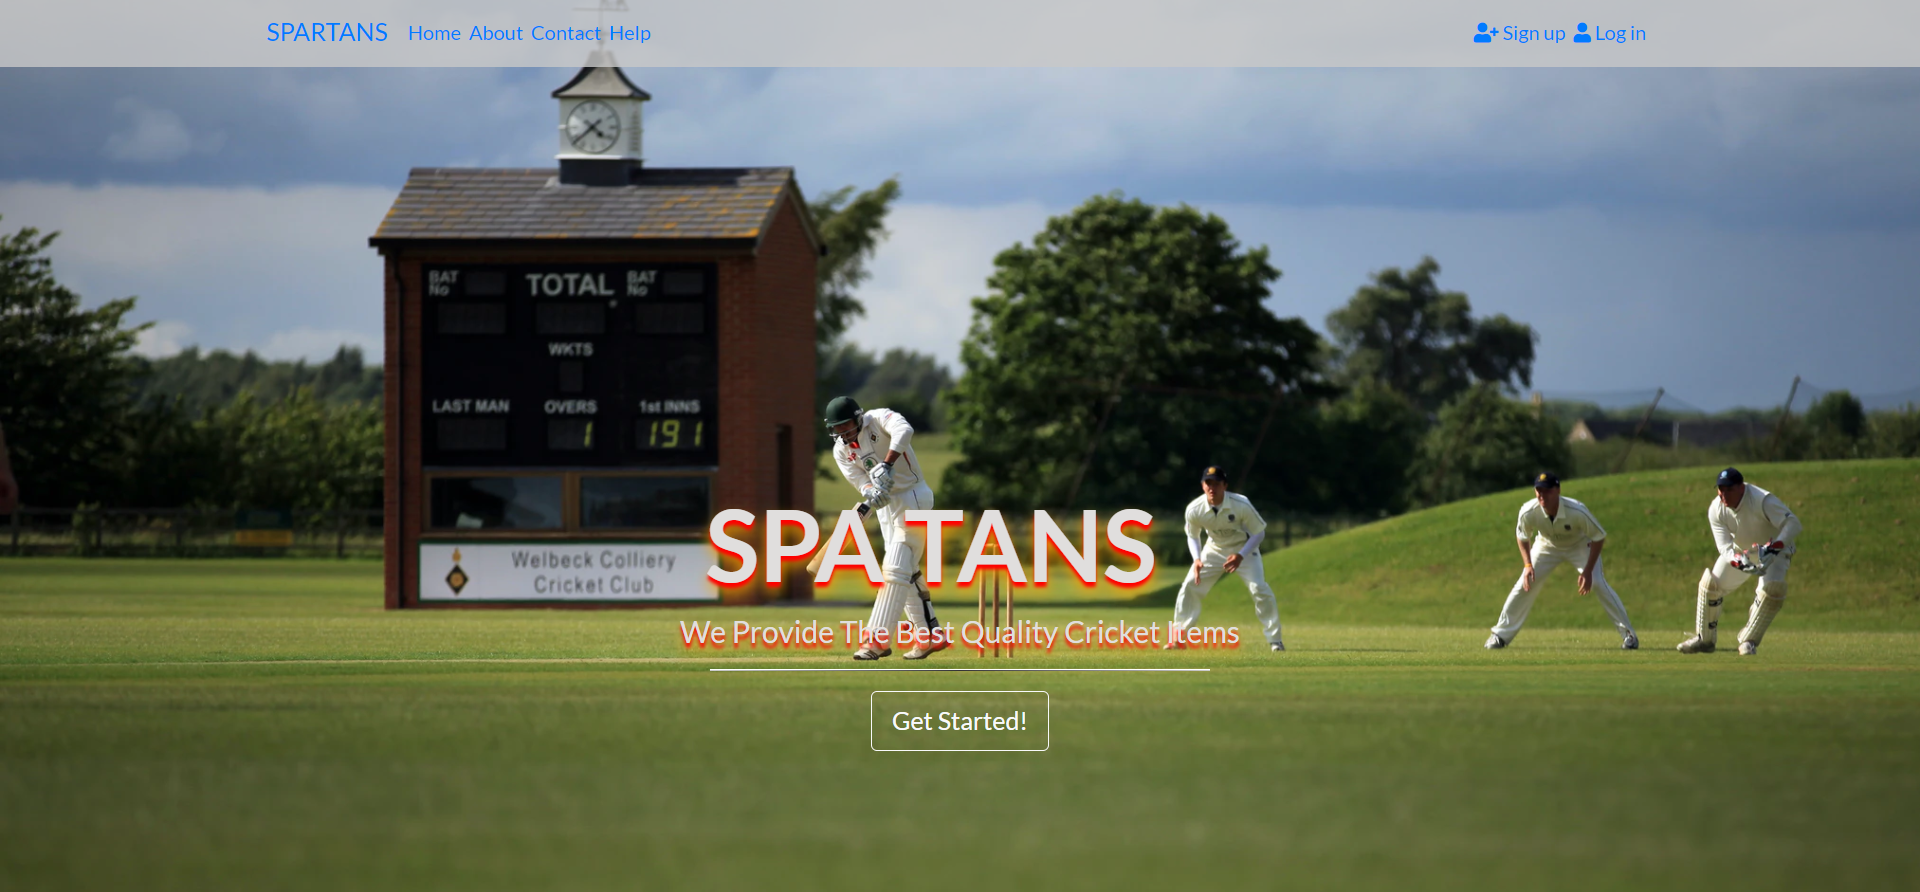 SPARTANS Home About Contact Help Sign up Log in
BAT No TOTAL BAT No
WKTS
LAST MAN OVERS 1st INNS
1 191
Welbeck Colliery
Cricket Club
SPARTANS
We Provide The Best Quality Cricket Items
Get Started!